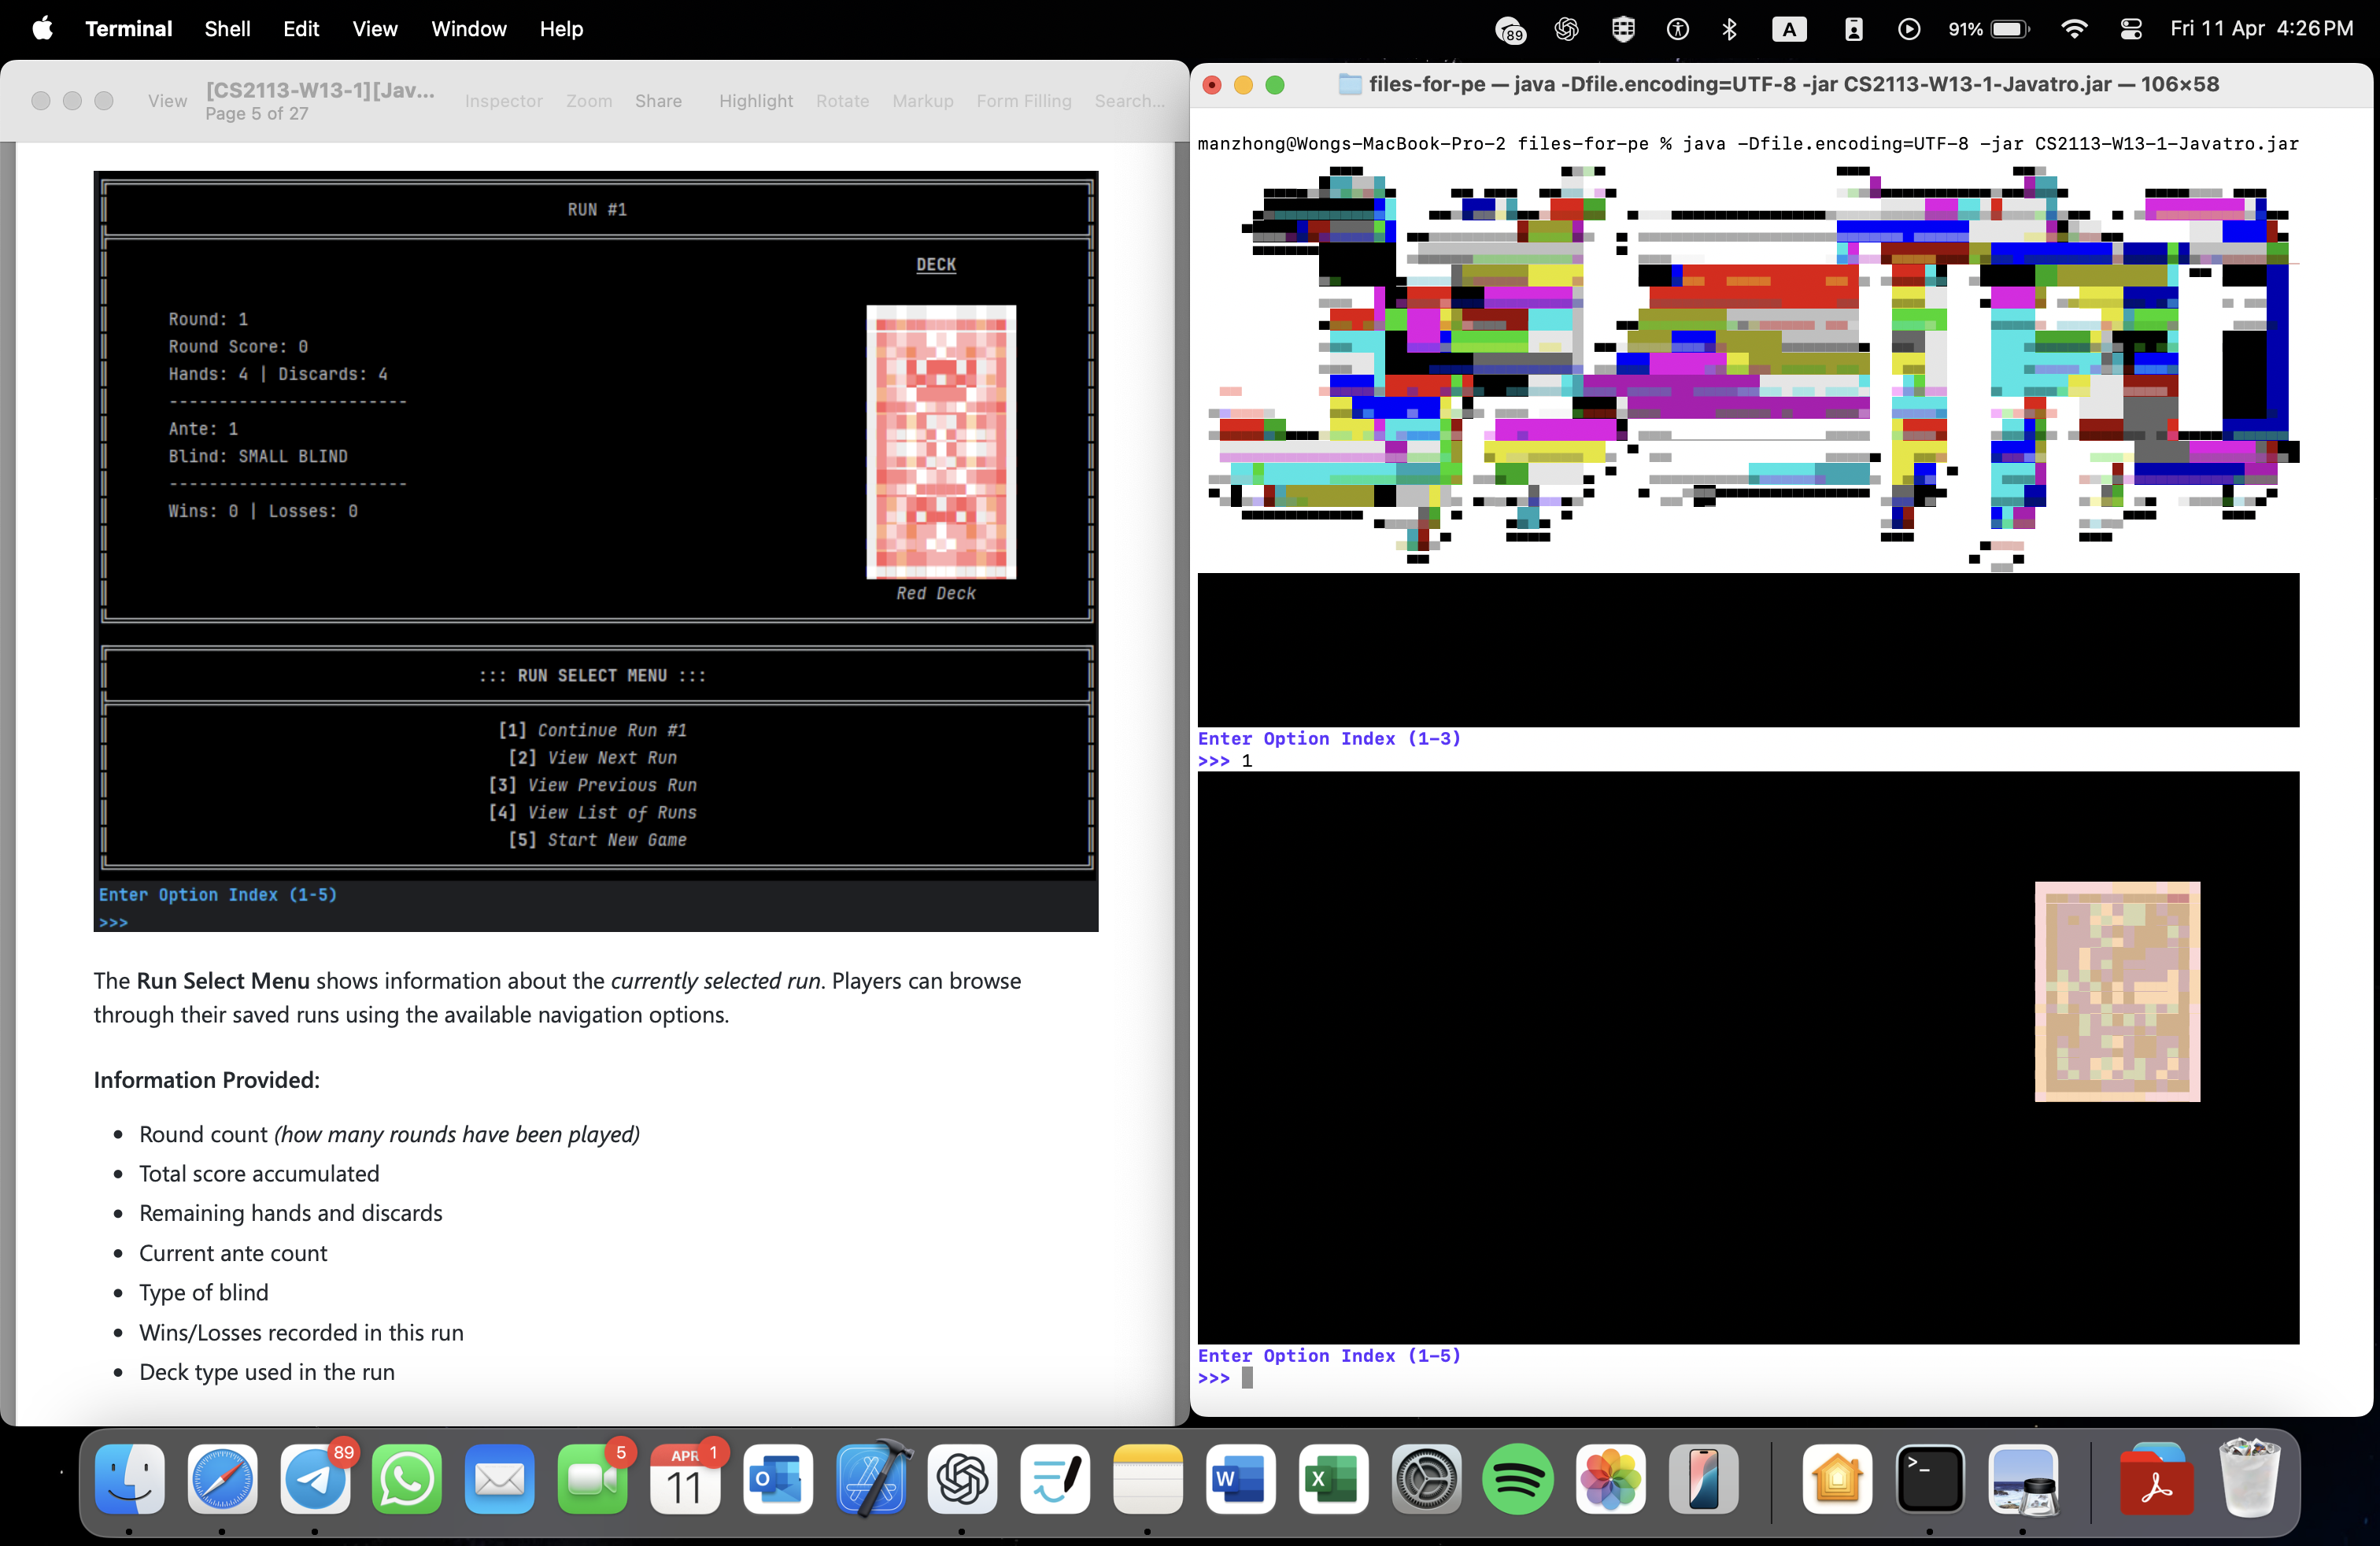 Terminal Shell Edit View Window Help
89 A 91% Fri 11 Apr 4:26 PM
View [CS2113-W13-1][Jav... Inspector Zoom Share Highlight Rotate Markup Form Filling Search...
Page 5 of 27
RUN #1
DECK
Round: 1
Round Score: 0
Hands: 4 | Discards: 4
------------------------
Ante: 1
Blind: SMALL BLIND
------------------------
Wins: 0 | Losses: 0
Red Deck
::: RUN SELECT MENU :::
[1] Continue Run #1
[2] View Next Run
[3] View Previous Run
[4] View List of Runs
[5] Start New Game
Enter Option Index (1-5)
>>>
The Run Select Menu shows information about the currently selected run. Players can browse
through their saved runs using the available navigation options.
Information Provided:
• Round count (how many rounds have been played)
• Total score accumulated
• Remaining hands and discards
• Current ante count
• Type of blind
• Wins/Losses recorded in this run
• Deck type used in the run
files-for-pe — java -Dfile.encoding=UTF-8 -jar CS2113-W13-1-Javatro.jar — 106×58
manzhong@Wongs-MacBook-Pro-2 files-for-pe % java -Dfile.encoding=UTF-8 -jar CS2113-W13-1-Javatro.jar
Enter Option Index (1-3)
>>> 1
Enter Option Index (1-5)
>>>
89 5 APR 1
11 O W X >_